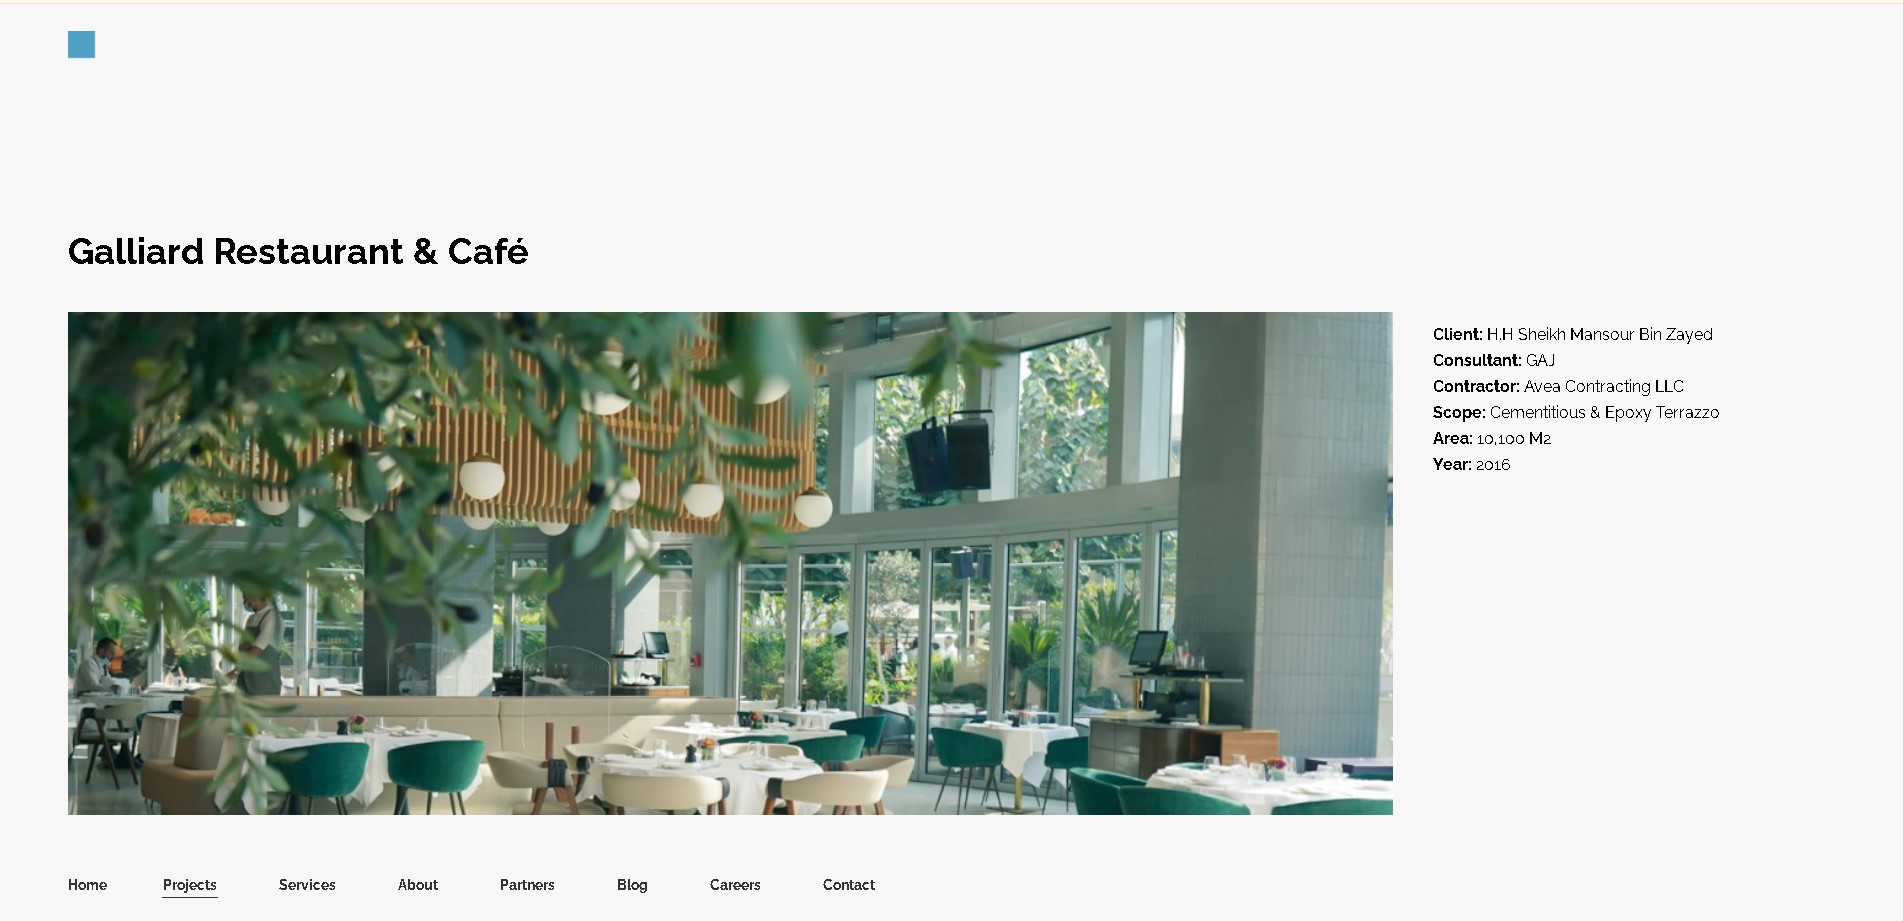 Galliard Restaurant & Café
Client: H.H Sheikh Mansour Bin Zayed
Consultant: GAJ
Contractor: Avea Contracting LLC
Scope: Cementitious & Epoxy Terrazzo
Area: 10,100 M2
Year: 2016
Home Projects Services About Partners Blog Careers Contact